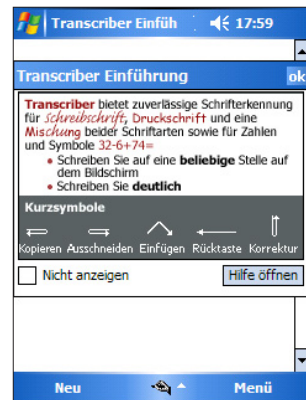 Transcriber Einfüh 17:59
Transcriber Einführung ok
Transcriber bietet zuverlässige Schrifterkennung
für Schreibschrift, Druckschrift und eine
Mischung beider Schriftarten sowie für Zahlen
und Symbole 32-6+74=
• Schreiben Sie auf eine beliebige Stelle auf
dem Bildschirm
• Schreiben Sie deutlich
Kurzsymbole
Kopieren Ausschneiden Einfügen Rücktaste Korrektur
Nicht anzeigen Hilfe öffnen
Neu Menü